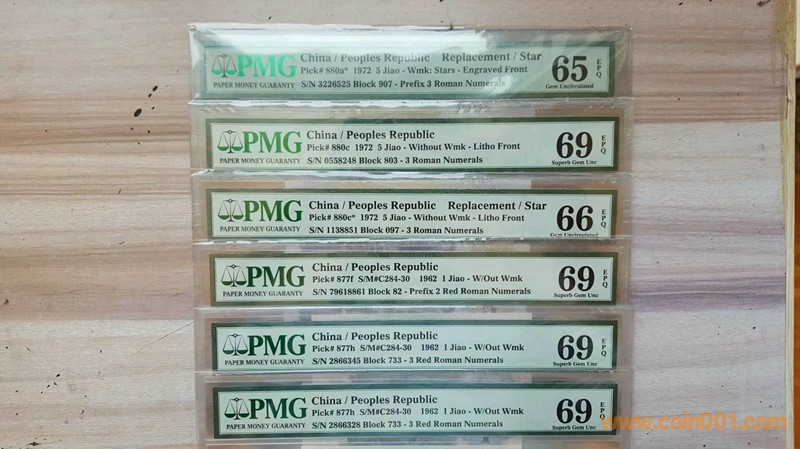 PMG
PAPER MONEY GUARANTY
China / Peoples Republic Replacement / Star
Pick# 880a* 1972 5 Jiao - Wmk: Stars - Engraved Front
S/N 3226525 Block 907 - Prefix 3 Roman Numerals
65 EPQ
Gem Uncirculated
PMG
PAPER MONEY GUARANTY
China / Peoples Republic
Pick# 880c 1972 5 Jiao - Without Wmk - Litho Front
S/N 0558248 Block 803 - 3 Roman Numerals
69 EPQ
Superb Gem Unc
PMG
PAPER MONEY GUARANTY
China / Peoples Republic Replacement / Star
Pick# 880c* 1972 5 Jiao - Without Wmk - Litho Front
S/N 1138851 Block 097 - 3 Roman Numerals
66 EPQ
Gem Uncirculated
PMG
PAPER MONEY GUARANTY
China / Peoples Republic
Pick# 877f S/M#C284-30 1962 1 Jiao - W/Out Wmk
S/N 79618861 Block 82 - Prefix 2 Red Roman Numerals
69 EPQ
Superb Gem Unc
PMG
PAPER MONEY GUARANTY
China / Peoples Republic
Pick# 877h S/M#C284-30 1962 1 Jiao - W/Out Wmk
S/N 2866345 Block 733 - 3 Red Roman Numerals
69 EPQ
Superb Gem Unc
PMG
PAPER MONEY GUARANTY
China / Peoples Republic
Pick# 877h S/M#C284-30 1962 1 Jiao - W/Out Wmk
S/N 2866328 Block 733 - 3 Red Roman Numerals
69 EPQ
Superb Gem Unc
www.coin001.com